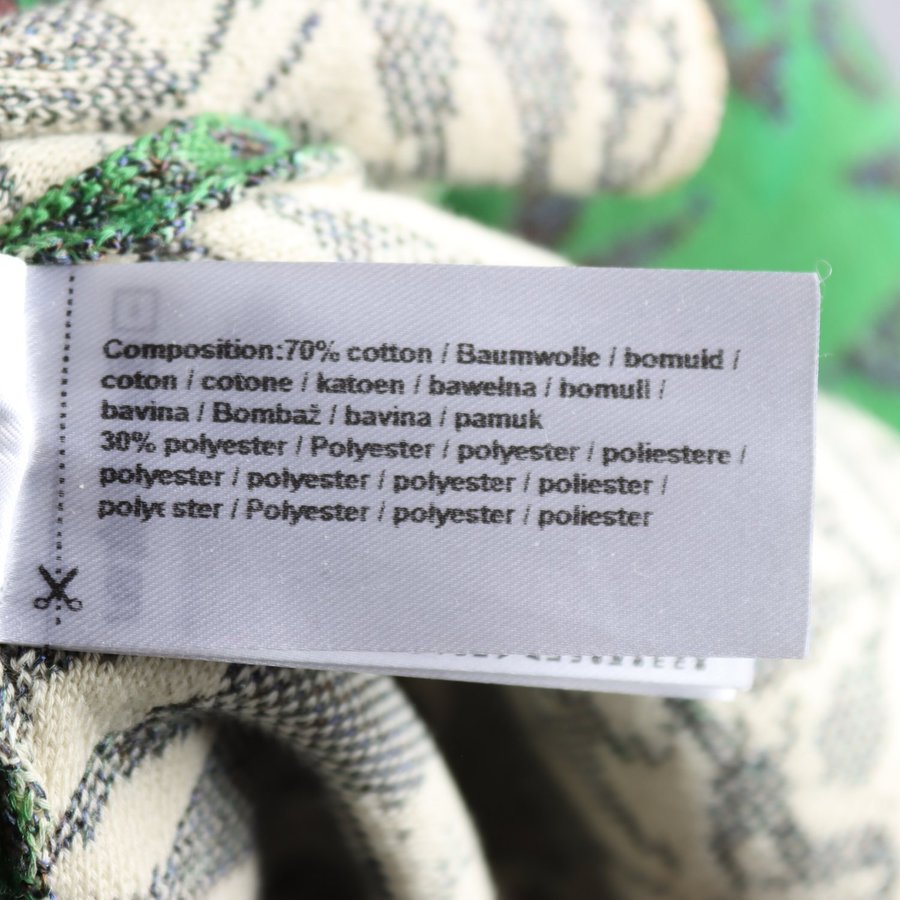 Composition:70% cotton / Baumwolle / bomuld /
coton / cotone / katoen / bawełna / bomull /
bavlna / Bombaž / bavlna / pamuk
30% polyester / Polyester / polyester / poliestere /
polyester / polyester / polyester / poliester /
polyester / Polyester / polyester / poliester